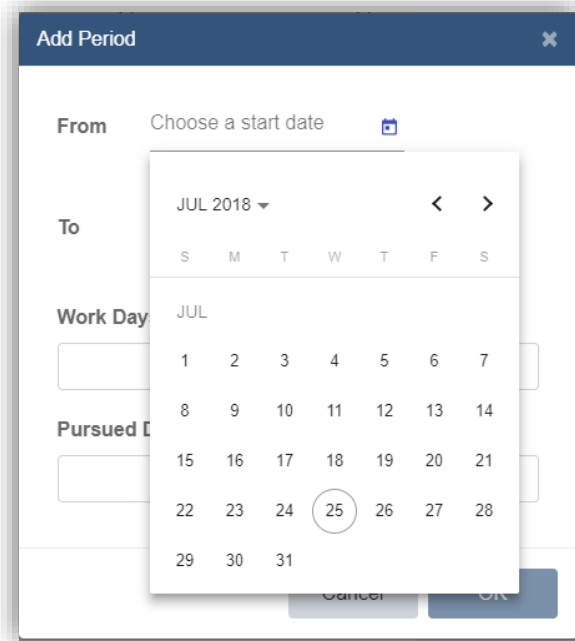 Add Period
From Choose a start date
JUL 2018
To
S M T W T F S
JUL
Work Day
1 2 3 4 5 6 7
8 9 10 11 12 13 14
Pursued D
15 16 17 18 19 20 21
22 23 24 25 26 27 28
29 30 31
Cancel OK